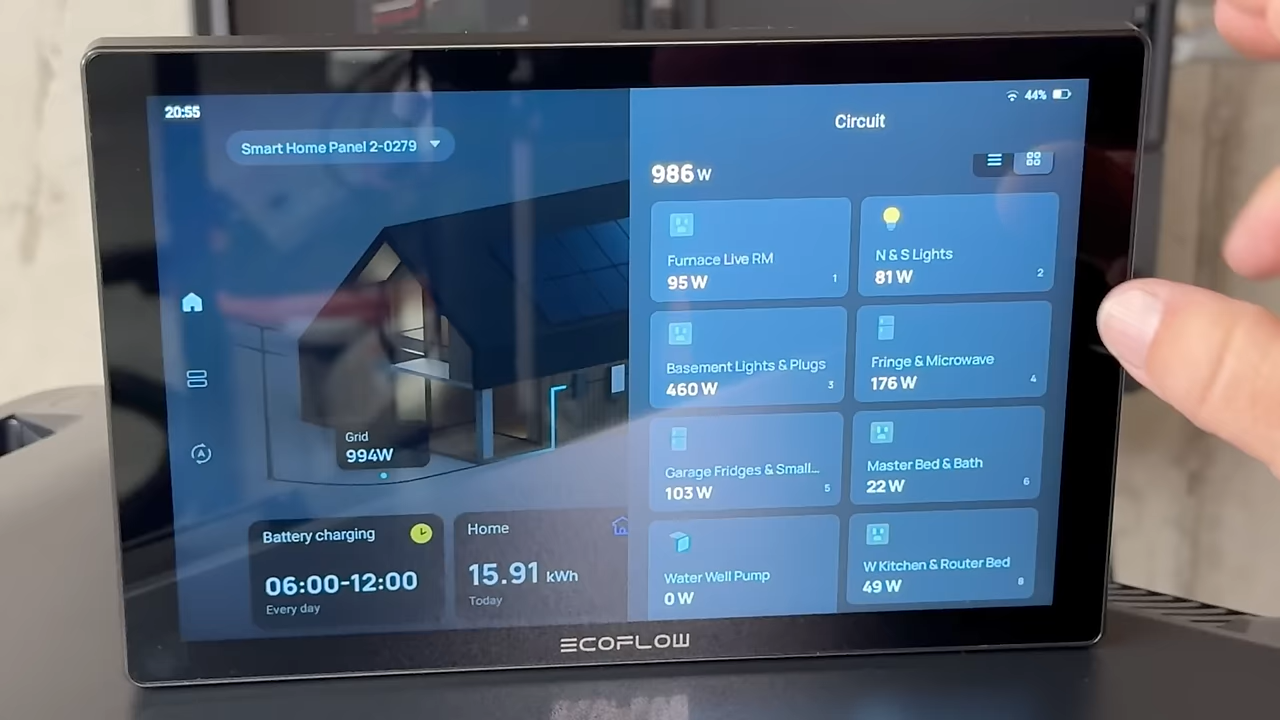 20:55
44%
Smart Home Panel 2-0279
Circuit
986 W
Furnace Live RM
95 W
1
N & S Lights
81 W
2
Basement Lights & Plugs
460 W
3
Fringe & Microwave
176 W
4
Garage Fridges & Small...
103 W
5
Master Bed & Bath
22 W
6
Water Well Pump
0 W
W Kitchen & Router Bed
49 W
8
Grid
994W
Battery charging
06:00-12:00
Every day
Home
15.91 kWh
Today
A
ECOFLOW